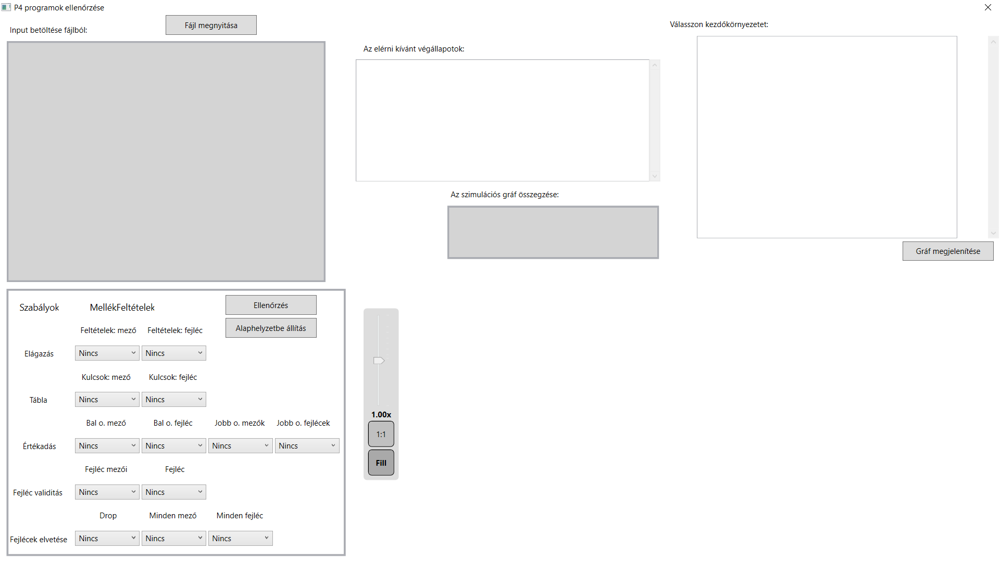 P4 programok ellenőrzése
Input betöltése fájlból:
Fájl megnyitása
Az elérni kívánt végállapotok:
Válasszon kezdőkörnyezetet:
Az szimulációs gráf összegzése:
Gráf megjelenítése
Szabályok MellékFeltételek
Ellenőrzés
Alaphelyzetbe állítás
Feltételek: mező Feltételek: fejléc
Elágazás Nincs Nincs
Kulcsok: mező Kulcsok: fejléc
Tábla Nincs Nincs
Bal o. mező Bal o. fejléc Jobb o. mezők Jobb o. fejlécek
Értékadás Nincs Nincs Nincs Nincs
Fejléc mezői Fejléc
Fejléc validitás Nincs Nincs
Drop Minden mező Minden fejléc
Fejlécek elvetése Nincs Nincs Nincs
1.00x
1:1
Fill